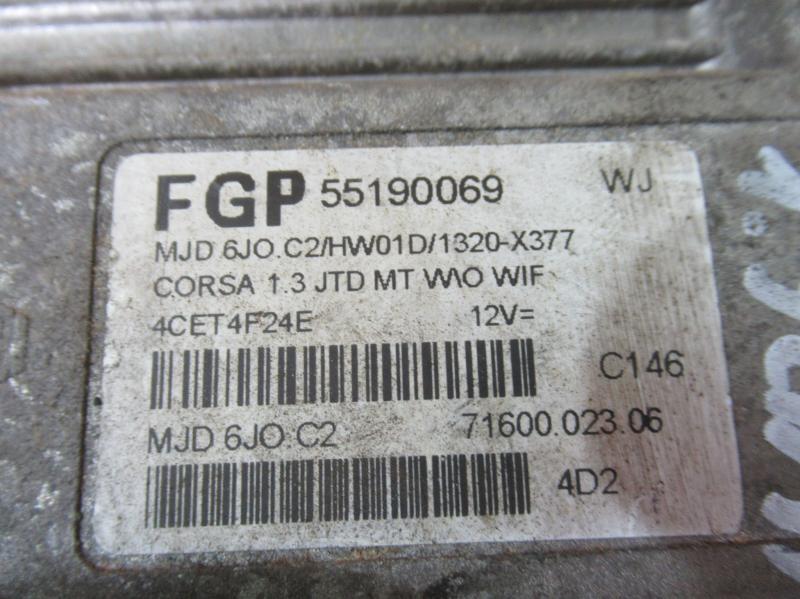 FGP 55190069 WJ
MJD 6JO.C2/HW01D/1320-X377
CORSA 1.3 JTD MT W\O WIF
4CET4F24E 12V=
C146
MJD 6JO.C2 71600.023.06
4D2